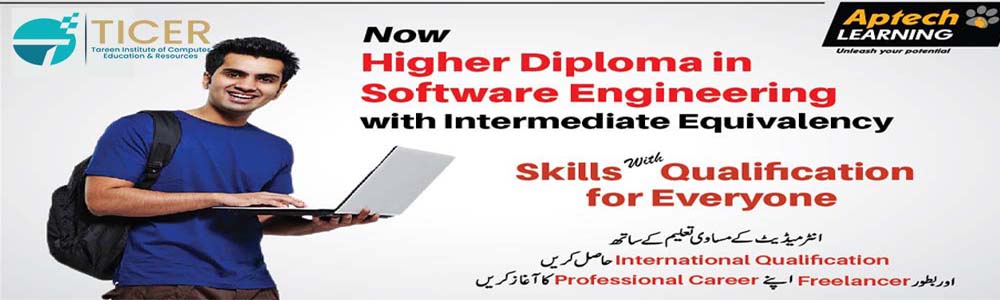 TICER
Tareen Institute of Computer
Education & Resources
Aptech
LEARNING
Unleash your potential
Now
Higher Diploma in
Software Engineering
with Intermediate Equivalency
Skills With Qualification
for Everyone
انٹرمیڈیٹ کے مساوی تعلیم کے ساتھ
International Qualification حاصل کریں
اور بطور Freelancer اپنے Professional Career کا آغاز کریں